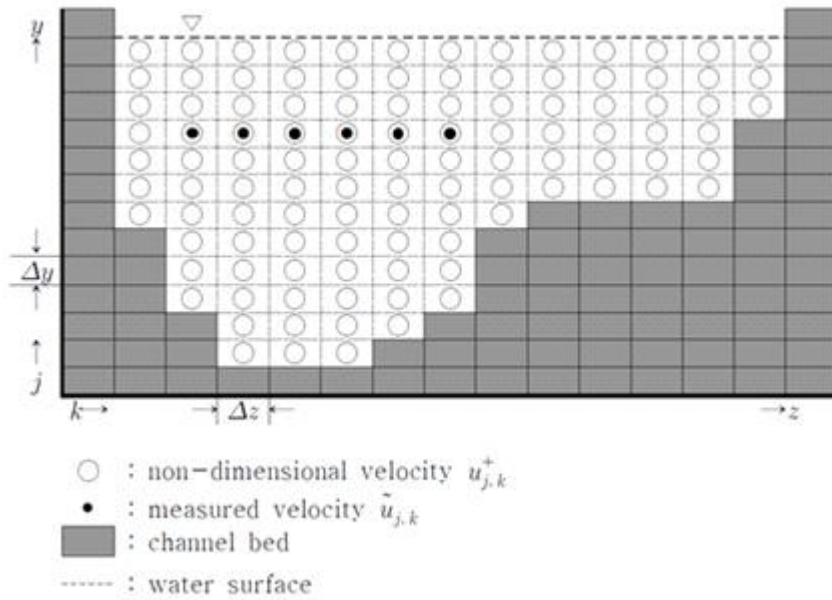 y
Δy
j
k→ Δz →z
: non-dimensional velocity u⁺j,k
: measured velocity ũj,k
: channel bed
: water surface